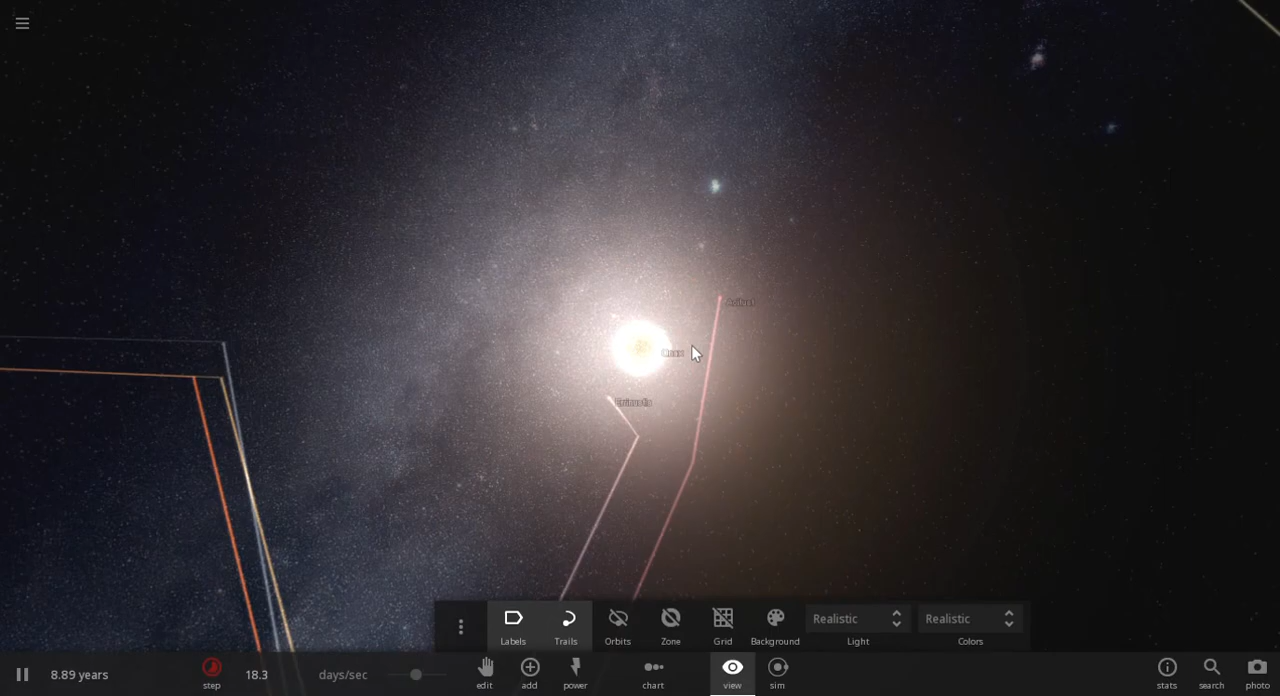 Labels
Trails
Orbits
Zone
Grid
Background
Realistic
Light
Realistic
Colors
8.89 years
step
18.3
days/sec
edit
add
power
chart
view
sim
stats
search
photo